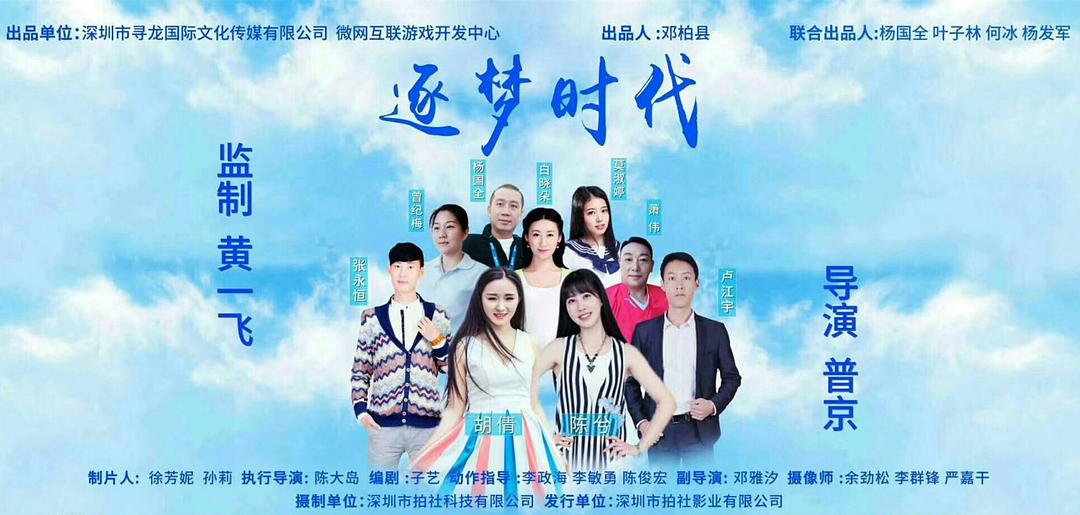 出品单位:深圳市寻龙国际文化传媒有限公司 微网互联游戏开发中心
出品人 :邓柏县
联合出品人:杨国全 叶子林 何冰 杨发军
逐梦时代
监制 黄一飞
导演 普京
杨国全
白晓朵
莫淑婷
曾纪梅
萧伟
张永恒
卢江宇
胡倩
陈兮
制片人: 徐芳妮 孙莉 执行导演:陈大岛 编剧 :子艺 动作指导 :李政海 李敏勇 陈俊宏 副导演: 邓雅汐 摄像师 :余劲松 李群锋 严嘉干
摄制单位:深圳市拍社科技有限公司 发行单位:深圳市拍社影业有限公司